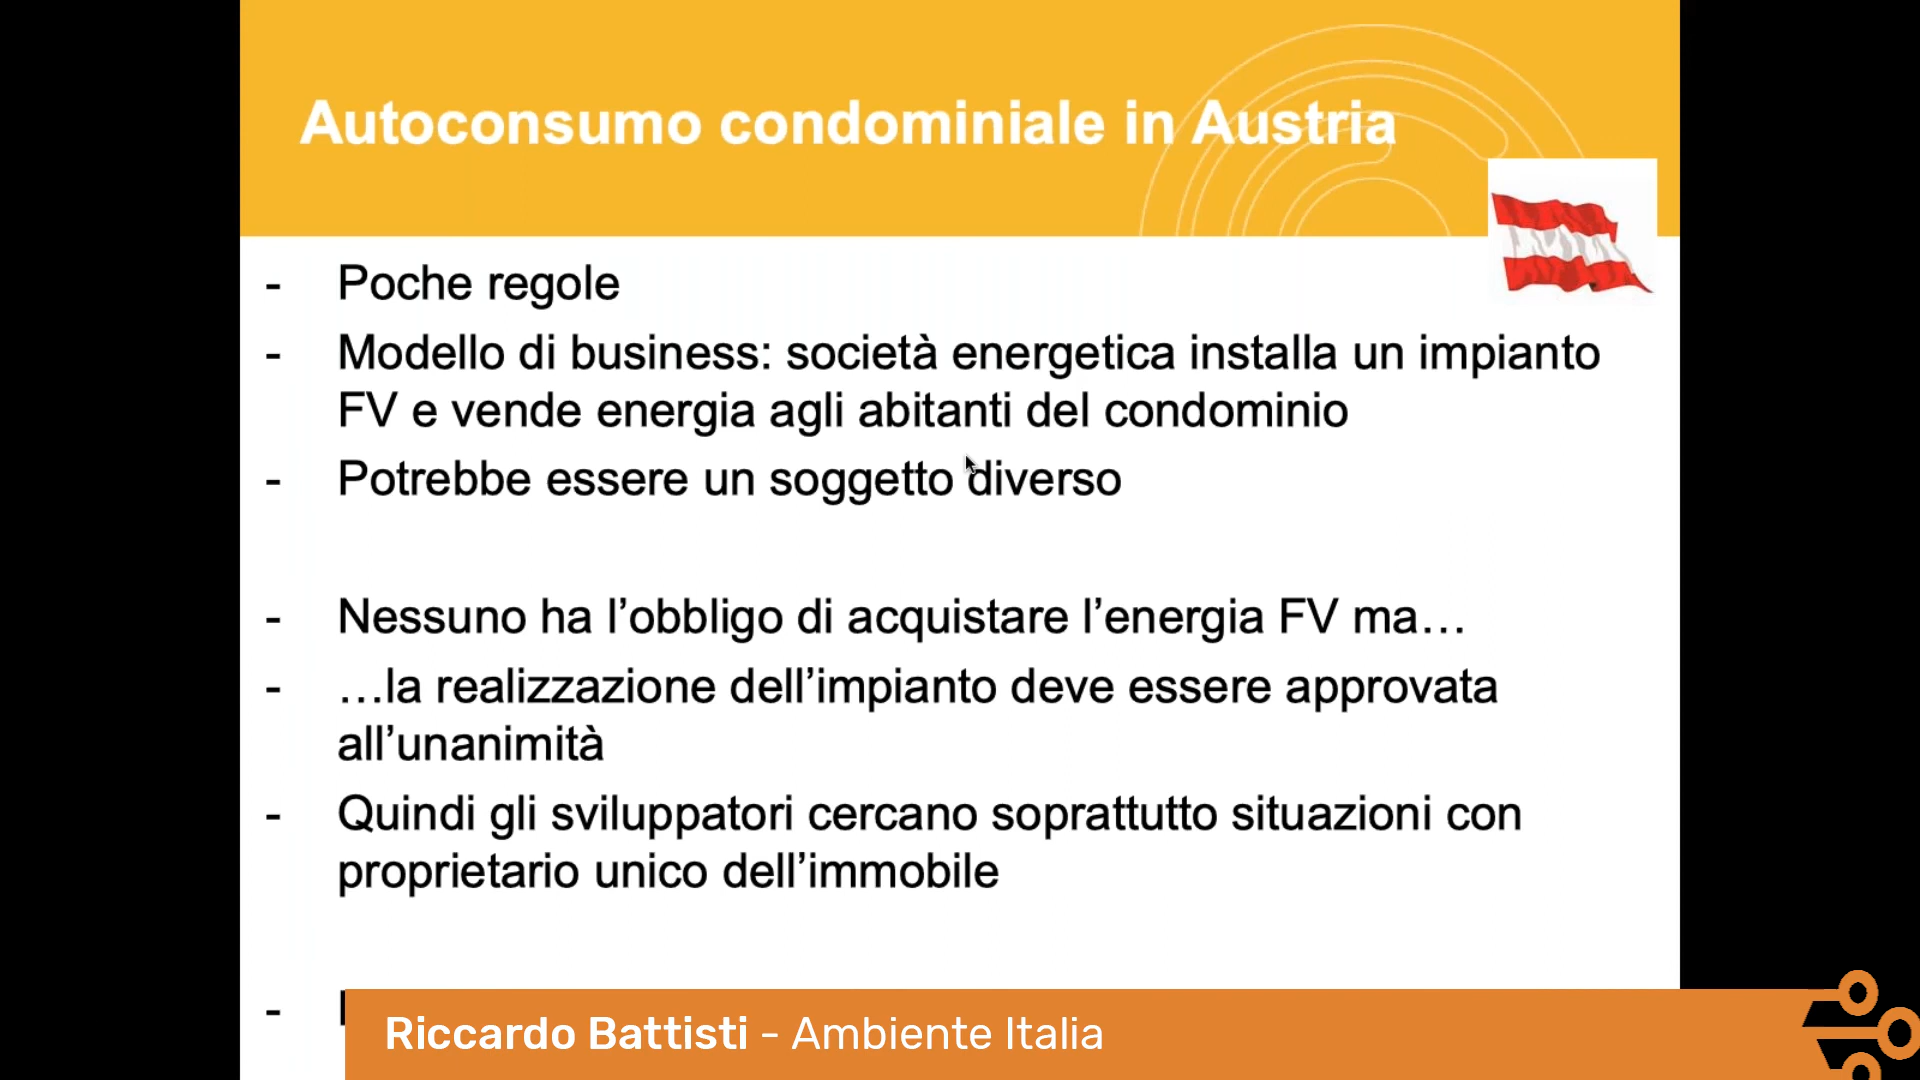 Autoconsumo condominiale in Austria
- Poche regole
- Modello di business: società energetica installa un impianto
FV e vende energia agli abitanti del condominio
- Potrebbe essere un soggetto diverso
- Nessuno ha l’obbligo di acquistare l’energia FV ma…
- …la realizzazione dell’impianto deve essere approvata
all’unanimità
- Quindi gli sviluppatori cercano soprattutto situazioni con
proprietario unico dell’immobile
-
Riccardo Battisti - Ambiente Italia